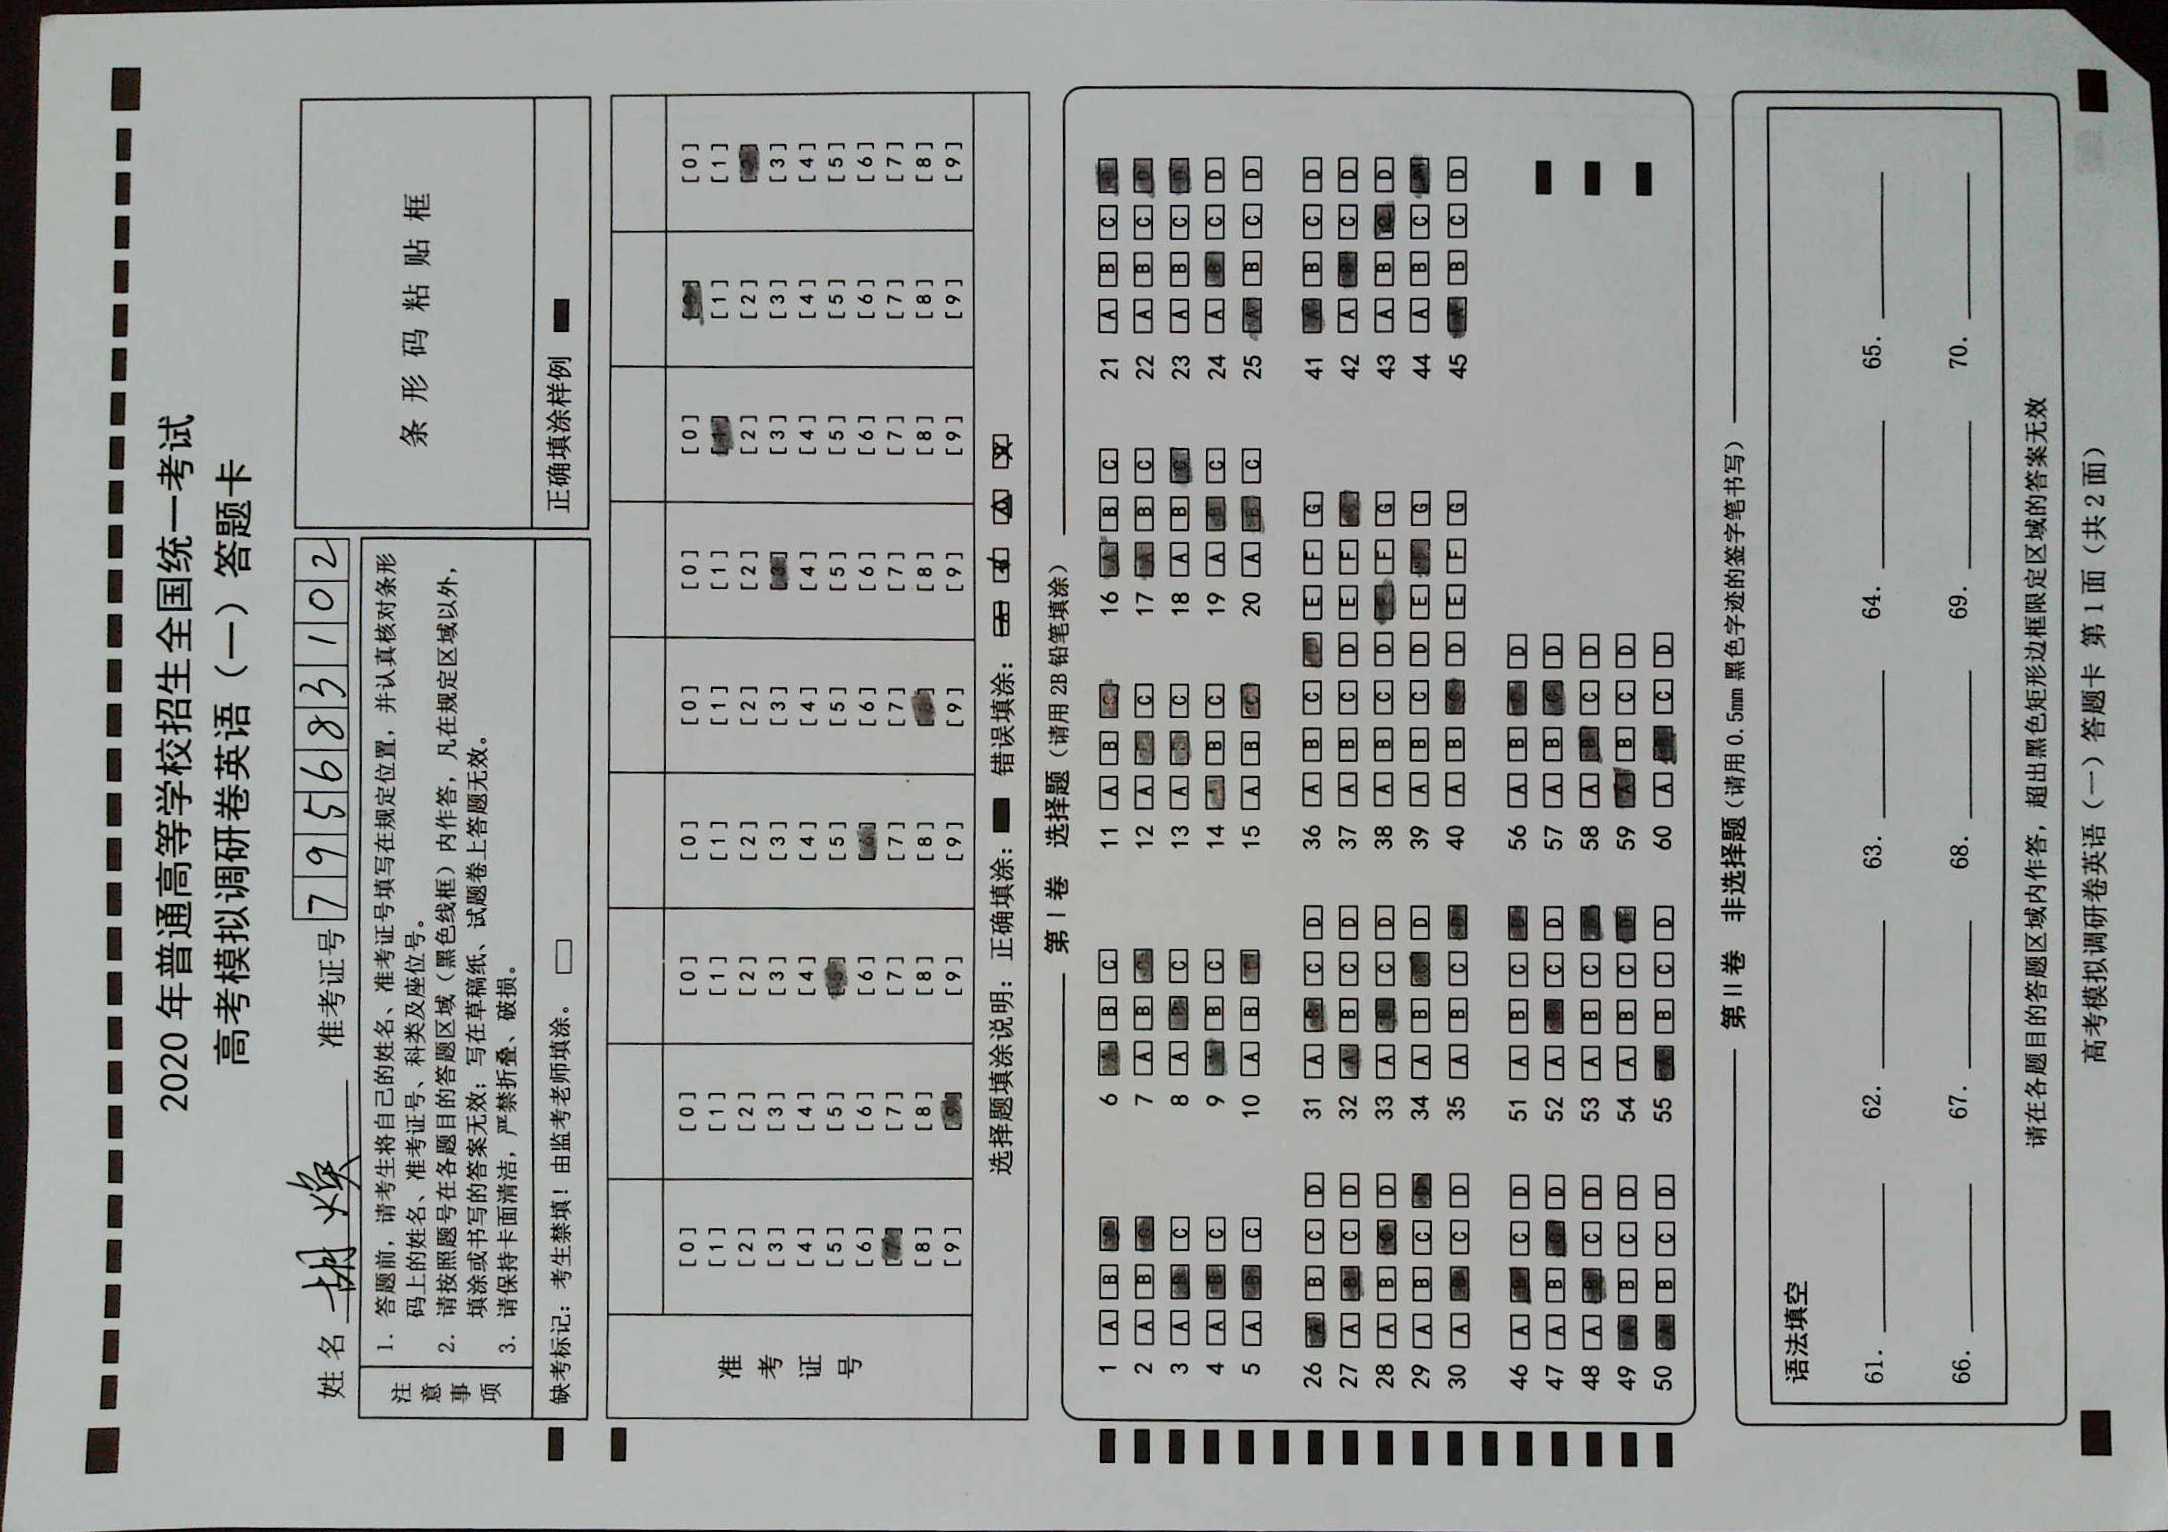 2020 年普通高等学校招生全国统一考试
高考模拟调研卷英语（一）答题卡
姓名 胡焕 准考证号 7 9 5 6 8 3 1 0 2
条形码粘贴框
注意事项
1. 答题前，请考生将自己的姓名、准考证号填写在规定位置，并认真核对条形
码上的姓名、准考证号、科类及座位号。
2. 请按照题号在各题目的答题区域（黑色线框）内作答，凡在规定区域以外，
填涂或书写的答案无效；写在草稿纸、试题卷上答题无效。
3. 请保持卡面清洁，严禁折叠、破损。
缺考标记：考生禁填！由监考老师填涂。
正确填涂样例
准考证号
[0] [0] [0] [0] [0] [0] [0] [0]
[1] [1] [1] [1] [1] [1] [1] [1]
[2] [2] [2] [2] [2] [2] [2] [2]
[3] [3] [3] [3] [3] [3] [3] [3]
[4] [4] [4] [4] [4] [4] [4] [4] [4]
[5] [5] [5] [5] [5] [5] [5] [5] [5]
[6] [6] [6] [6] [6] [6] [6] [6]
[7] [7] [7] [7] [7] [7] [7] [7] [7]
[8] [8] [8] [8] [8] [8] [8] [8]
[9] [9] [9] [9] [9] [9] [9] [9] [9]
选择题填涂说明：正确填涂： 错误填涂：
第Ⅰ卷 选择题（请用 2B 铅笔填涂）
1 A B 6 B C 11 A B 16 B C 21 A B C
2 A B 7 A B 12 A C 17 A B C 22 A B C D
3 A B C 8 A B C 13 A B C 18 A B C 23 A B C D
4 A B C 9 A B C 14 A B C 19 A B C 24 A B C D
5 A B C 10 A B C 15 A B C 20 A B C 25 A B C D
26 A B C D 31 A B C D 36 A B C D E F G 41 A B C D
27 A B C D 32 A B C D 37 A B C D E F G 42 A B C D
28 A B C D 33 A B C D 38 A B C D E F G 43 A B C D
29 A B C D 34 A B C D 39 A B C D E F G 44 A B C
30 A B C D 35 A B C D 40 A B C D E F G 45 A B C D
46 A B C D 51 A B C D 56 A B C D
47 A B C D 52 A B C D 57 A B C D
48 A B C D 53 A B C D 58 A B C D
49 A B C D 54 A B C D 59 A B C D
50 A B C D 55 A B C D 60 A B C D
第Ⅱ卷 非选择题（请用 0.5mm 黑色字迹的签字笔书写）
语法填空
61. 62. 63. 64. 65.
66. 67. 68. 69. 70.
请在各题目的答题区域内作答，超出黑色矩形边框限定区域的答案无效
高考模拟调研卷英语（一）答题卡 第 1 面（共 2 面）